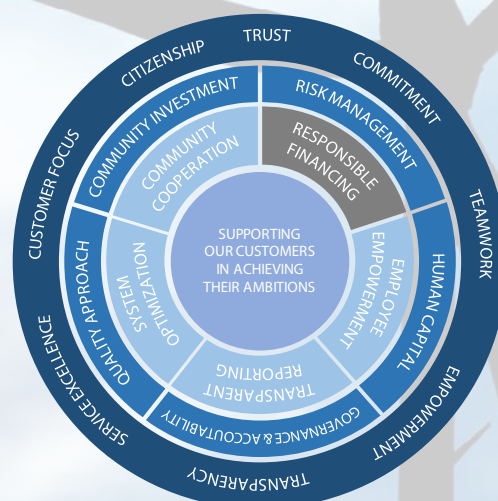 TRUST
COMMITMENT
TEAMWORK
EMPOWERMENT
TRANSPARENCY
SERVICE EXCELLENCE
CUSTOMER FOCUS
CITIZENSHIP
RISK MANAGEMENT
HUMAN CAPITAL
GOVERNANCE & ACCOUTABILITY
QUALITY APPROACH
COMMUNITY INVESTMENT
RESPONSIBLE
FINANCING
EMPLOYEE
EMPOWERMENT
TRANSPARENT
REPORTING
SYSTEM
OPTIMIZATION
COMMUNITY
COOPERATION
SUPPORTING
OUR CUSTOMERS
IN ACHIEVING
THEIR AMBITIONS